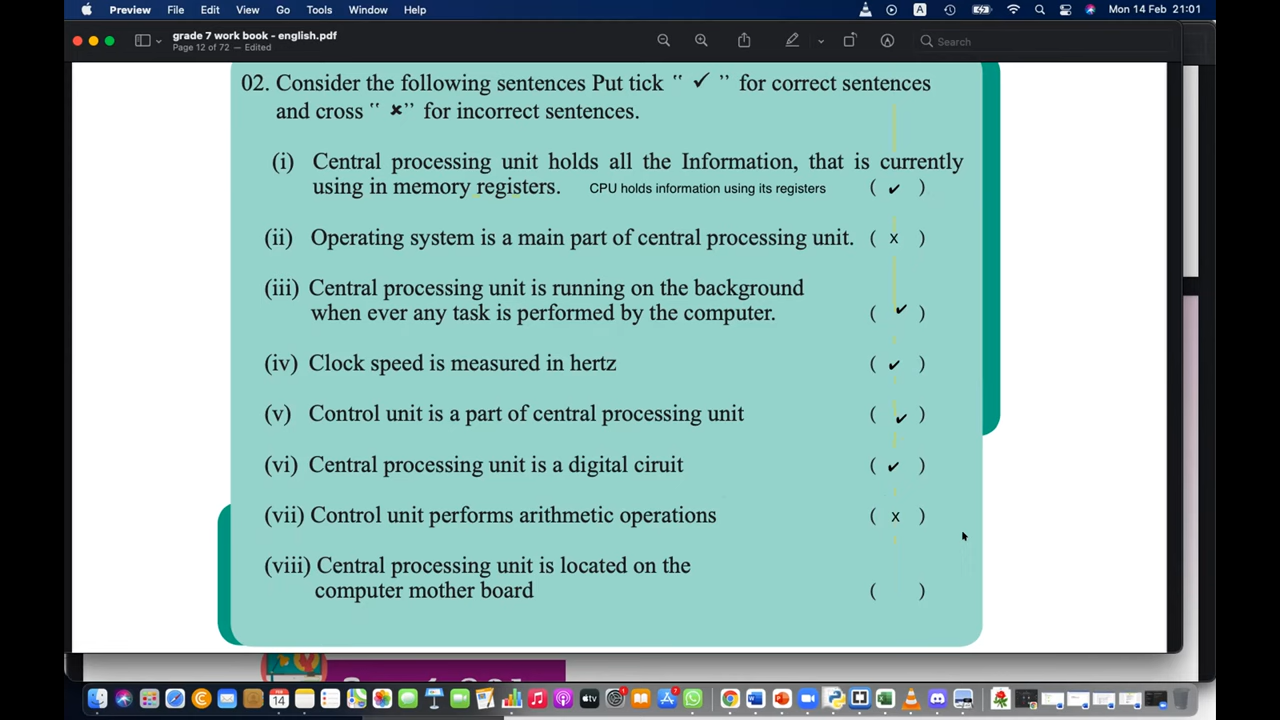 Preview File Edit View Go Tools Window Help A Mon 14 Feb 21:01
grade 7 work book - english.pdf
Page 12 of 72 — Edited
Search
02. Consider the following sentences Put tick “ ✓ ” for correct sentences
and cross “ ✗” for incorrect sentences.
(i) Central processing unit holds all the Information, that is currently
using in memory registers. CPU holds information using its registers ( ✓ )
(ii) Operating system is a main part of central processing unit. ( x )
(iii) Central processing unit is running on the background
when ever any task is performed by the computer. ( ✓ )
(iv) Clock speed is measured in hertz ( ✓ )
(v) Control unit is a part of central processing unit ( ✓ )
(vi) Central processing unit is a digital ciruit ( ✓ )
(vii) Control unit performs arithmetic operations ( x )
(viii) Central processing unit is located on the
computer mother board ( )